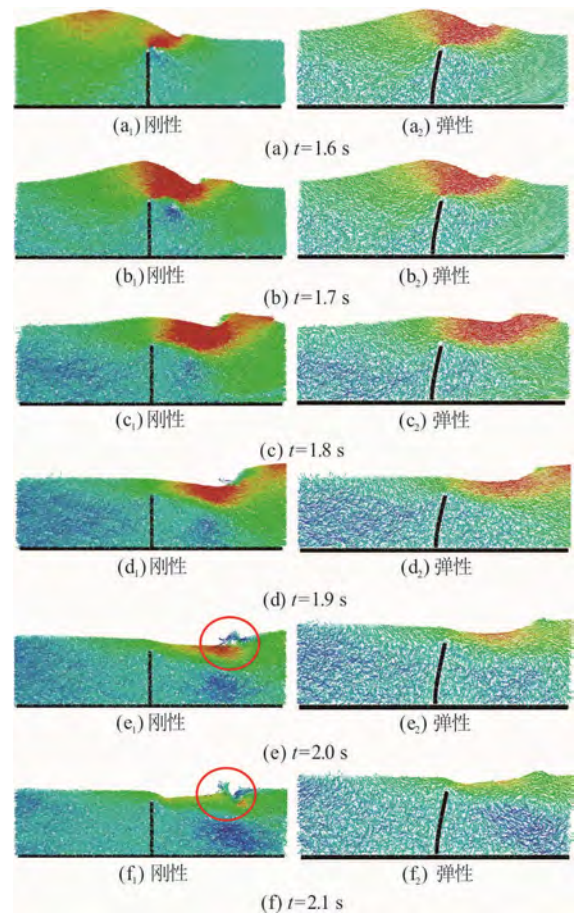 (a₁) 刚性 (a₂) 弹性
(a) t=1.6 s
(b₁) 刚性 (b₂) 弹性
(b) t=1.7 s
(c₁) 刚性 (c₂) 弹性
(c) t=1.8 s
(d₁) 刚性 (d₂) 弹性
(d) t=1.9 s
(e₁) 刚性 (e₂) 弹性
(e) t=2.0 s
(f₁) 刚性 (f₂) 弹性
(f) t=2.1 s